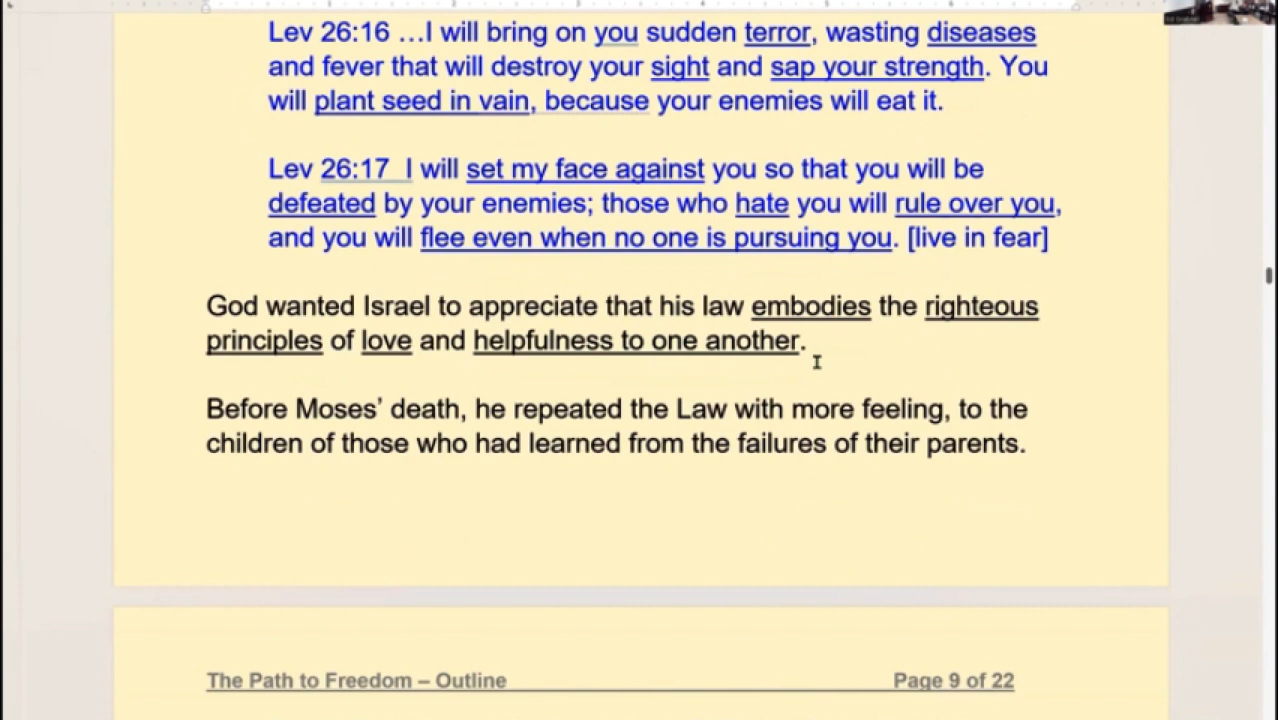 Lev 26:16 …I will bring on you sudden terror, wasting diseases
and fever that will destroy your sight and sap your strength. You
will plant seed in vain, because your enemies will eat it.
Lev 26:17  I will set my face against you so that you will be
defeated by your enemies; those who hate you will rule over you,
and you will flee even when no one is pursuing you. [live in fear]
God wanted Israel to appreciate that his law embodies the righteous
principles of love and helpfulness to one another.
Before Moses’ death, he repeated the Law with more feeling, to the
children of those who had learned from the failures of their parents.
The Path to Freedom – Outline Page 9 of 22